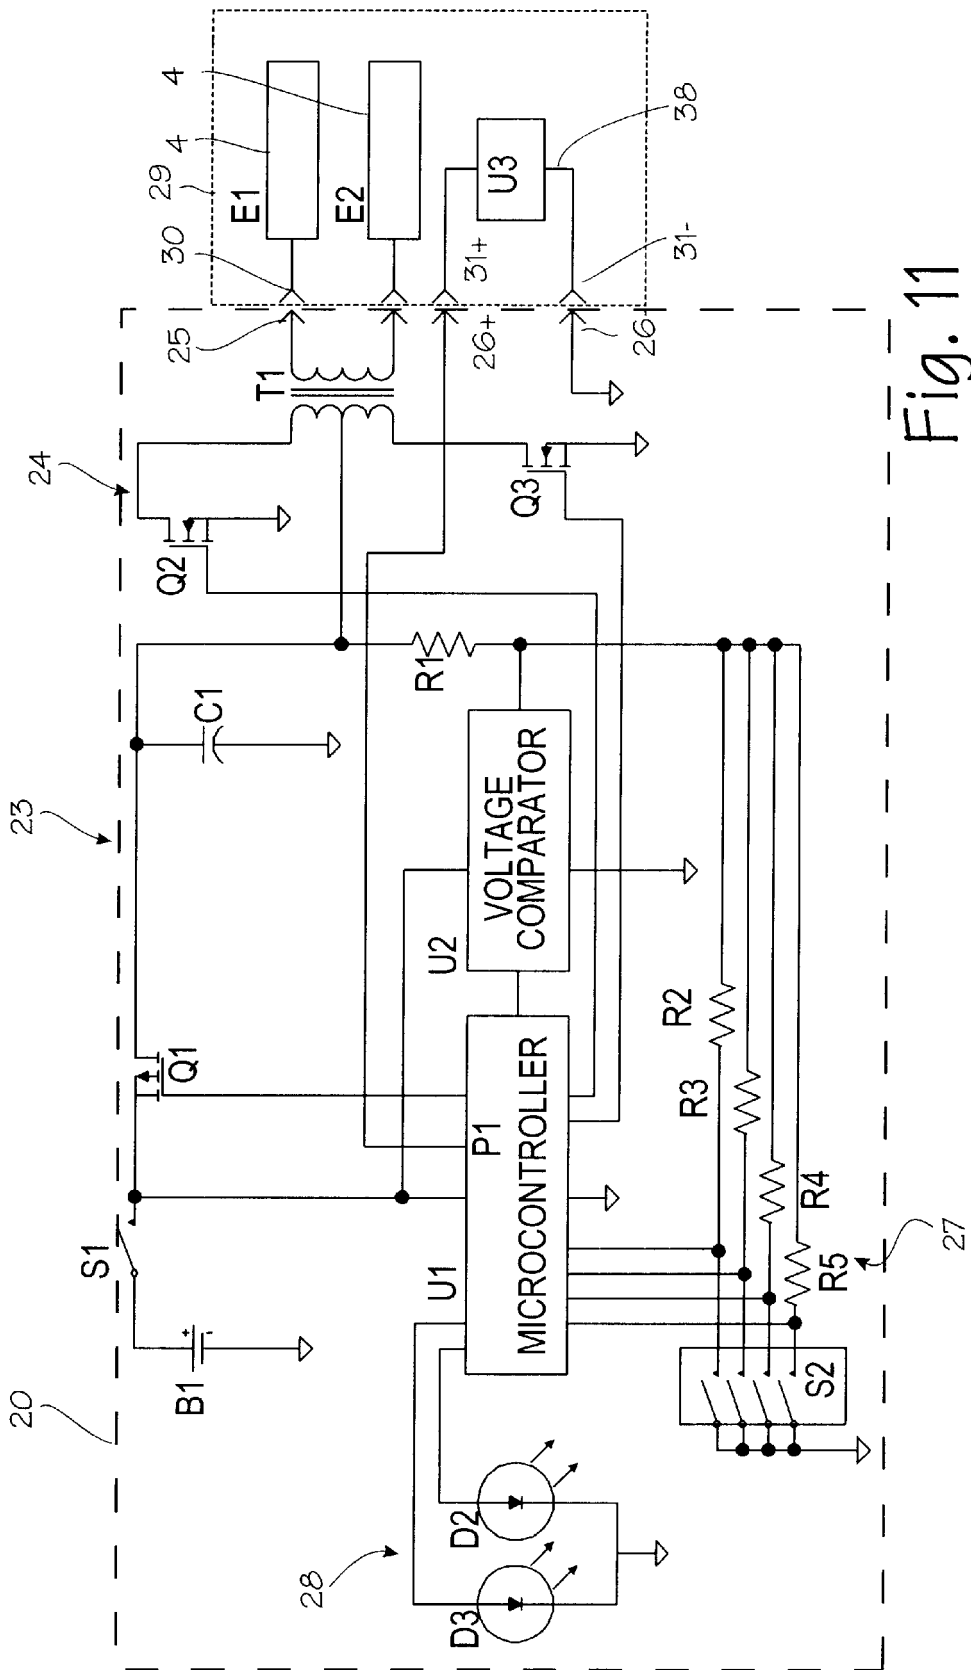 20
23
24
25
30
29
4
4
S1
B1
Q1
C1
Q2
T1
E1
E2
R1
Q3
26+
31+
U3
38
26-
31-
28
D3
D2
U1
P1
MICROCONTROLLER
U2
VOLTAGE
COMPARATOR
S2
R2
R3
R4
R5
27
+
-
Fig. 11